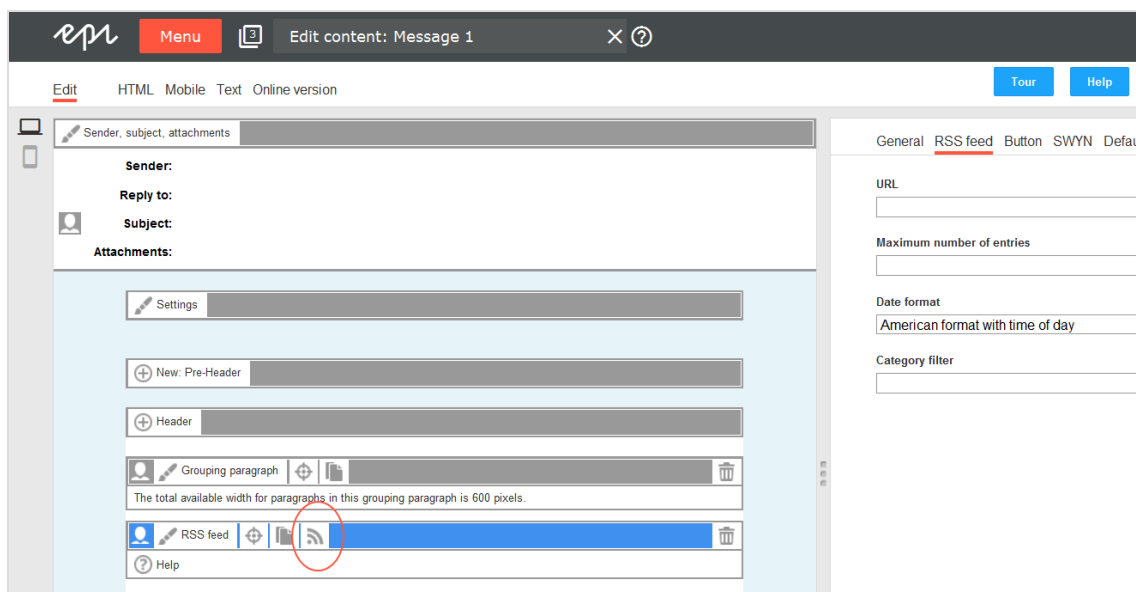 epi
Menu
3
Edit content: Message 1
Edit HTML Mobile Text Online version
Tour
Help
Sender, subject, attachments
Sender:
Reply to:
Subject:
Attachments:
Settings
New: Pre-Header
Header
Grouping paragraph
The total available width for paragraphs in this grouping paragraph is 600 pixels.
RSS feed
? Help
General RSS feed Button SWYN Defau
URL
Maximum number of entries
Date format
American format with time of day
Category filter